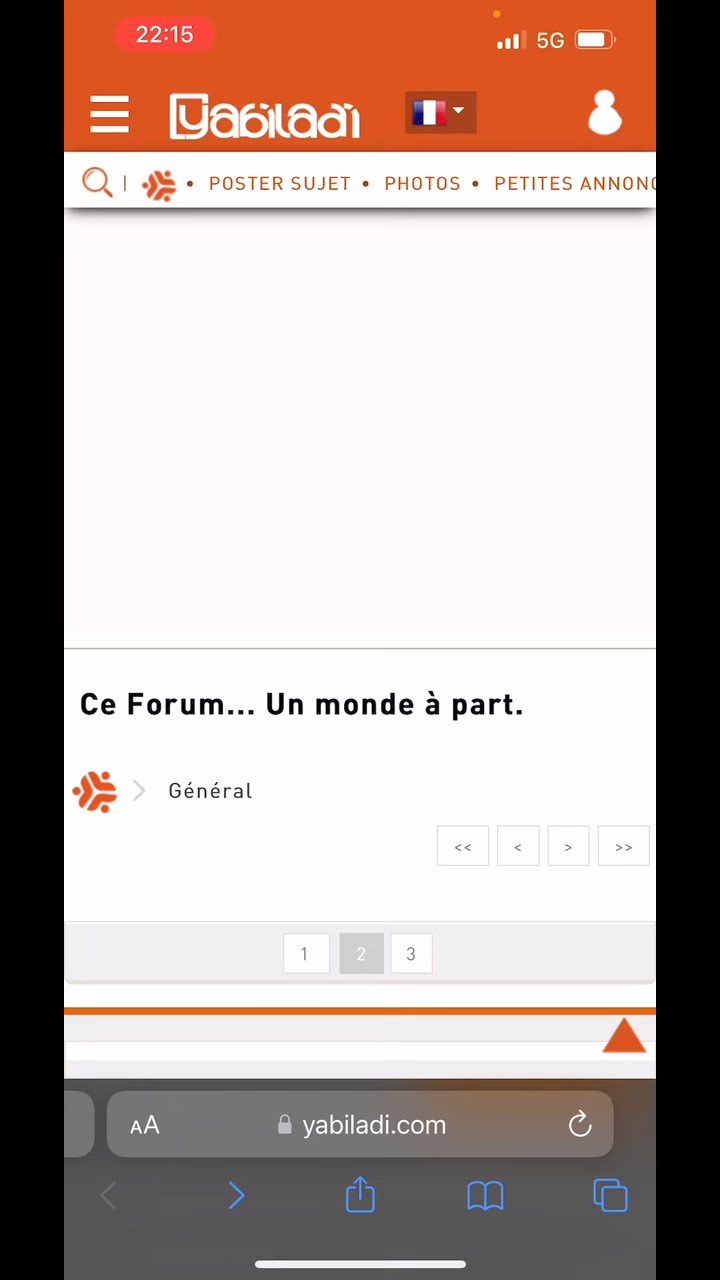 22:15
5G
Yabiladi
POSTER SUJET • PHOTOS • PETITES ANNONC
Ce Forum... Un monde à part.
Général
<< < > >>
1 2 3
AA yabiladi.com